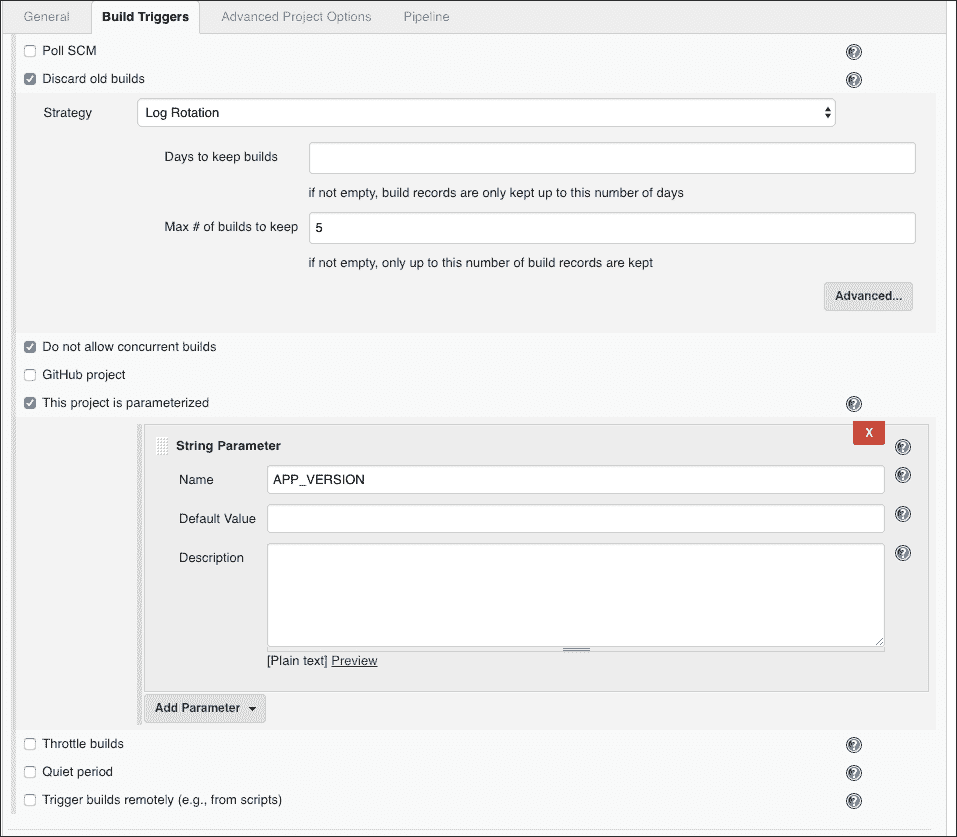 General Build Triggers Advanced Project Options Pipeline
Poll SCM ?
Discard old builds ?
Strategy Log Rotation
Days to keep builds
if not empty, build records are only kept up to this number of days
Max # of builds to keep 5
if not empty, only up to this number of build records are kept
Advanced...
Do not allow concurrent builds
GitHub project
This project is parameterized ?
X
String Parameter ?
Name APP_VERSION ?
Default Value ?
Description ?
[Plain text] Preview
Add Parameter
Throttle builds ?
Quiet period ?
Trigger builds remotely (e.g., from scripts) ?